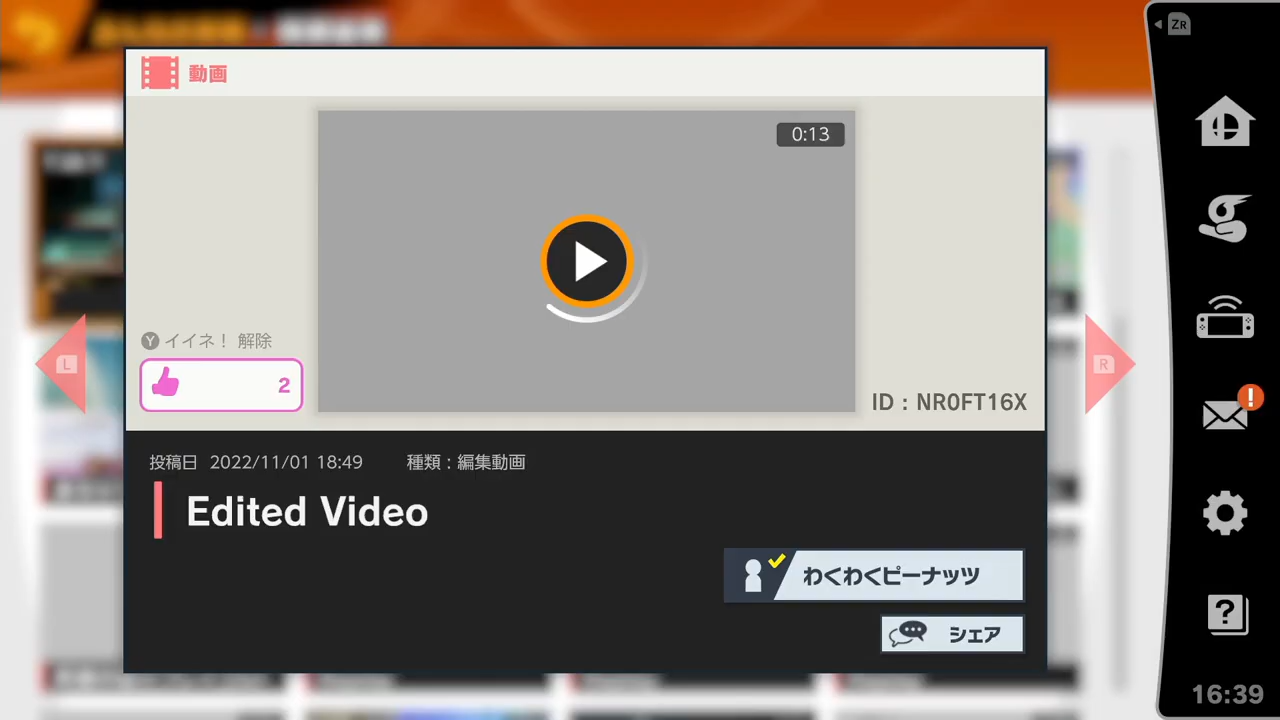 ZR
動画
0:13
Y イイネ！ 解除
2
L
R
ID：NR0FT16X
投稿日 2022/11/01 18:49 種類：編集動画
Edited Video
わくわくピーナッツ
シェア
16:39